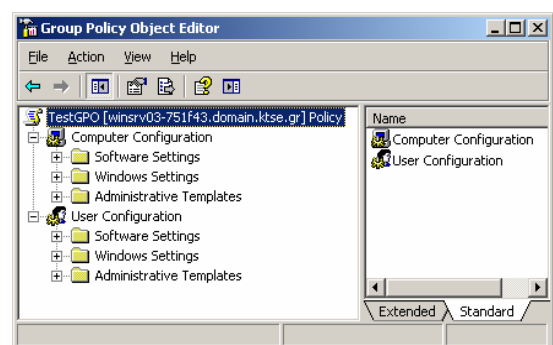 Group Policy Object Editor
File Action View Help
TestGPO [winsrv03-751f43.domain.ktse.gr] Policy
Computer Configuration
Software Settings
Windows Settings
Administrative Templates
User Configuration
Software Settings
Windows Settings
Administrative Templates
Name
Computer Configuration
User Configuration
Extended Standard